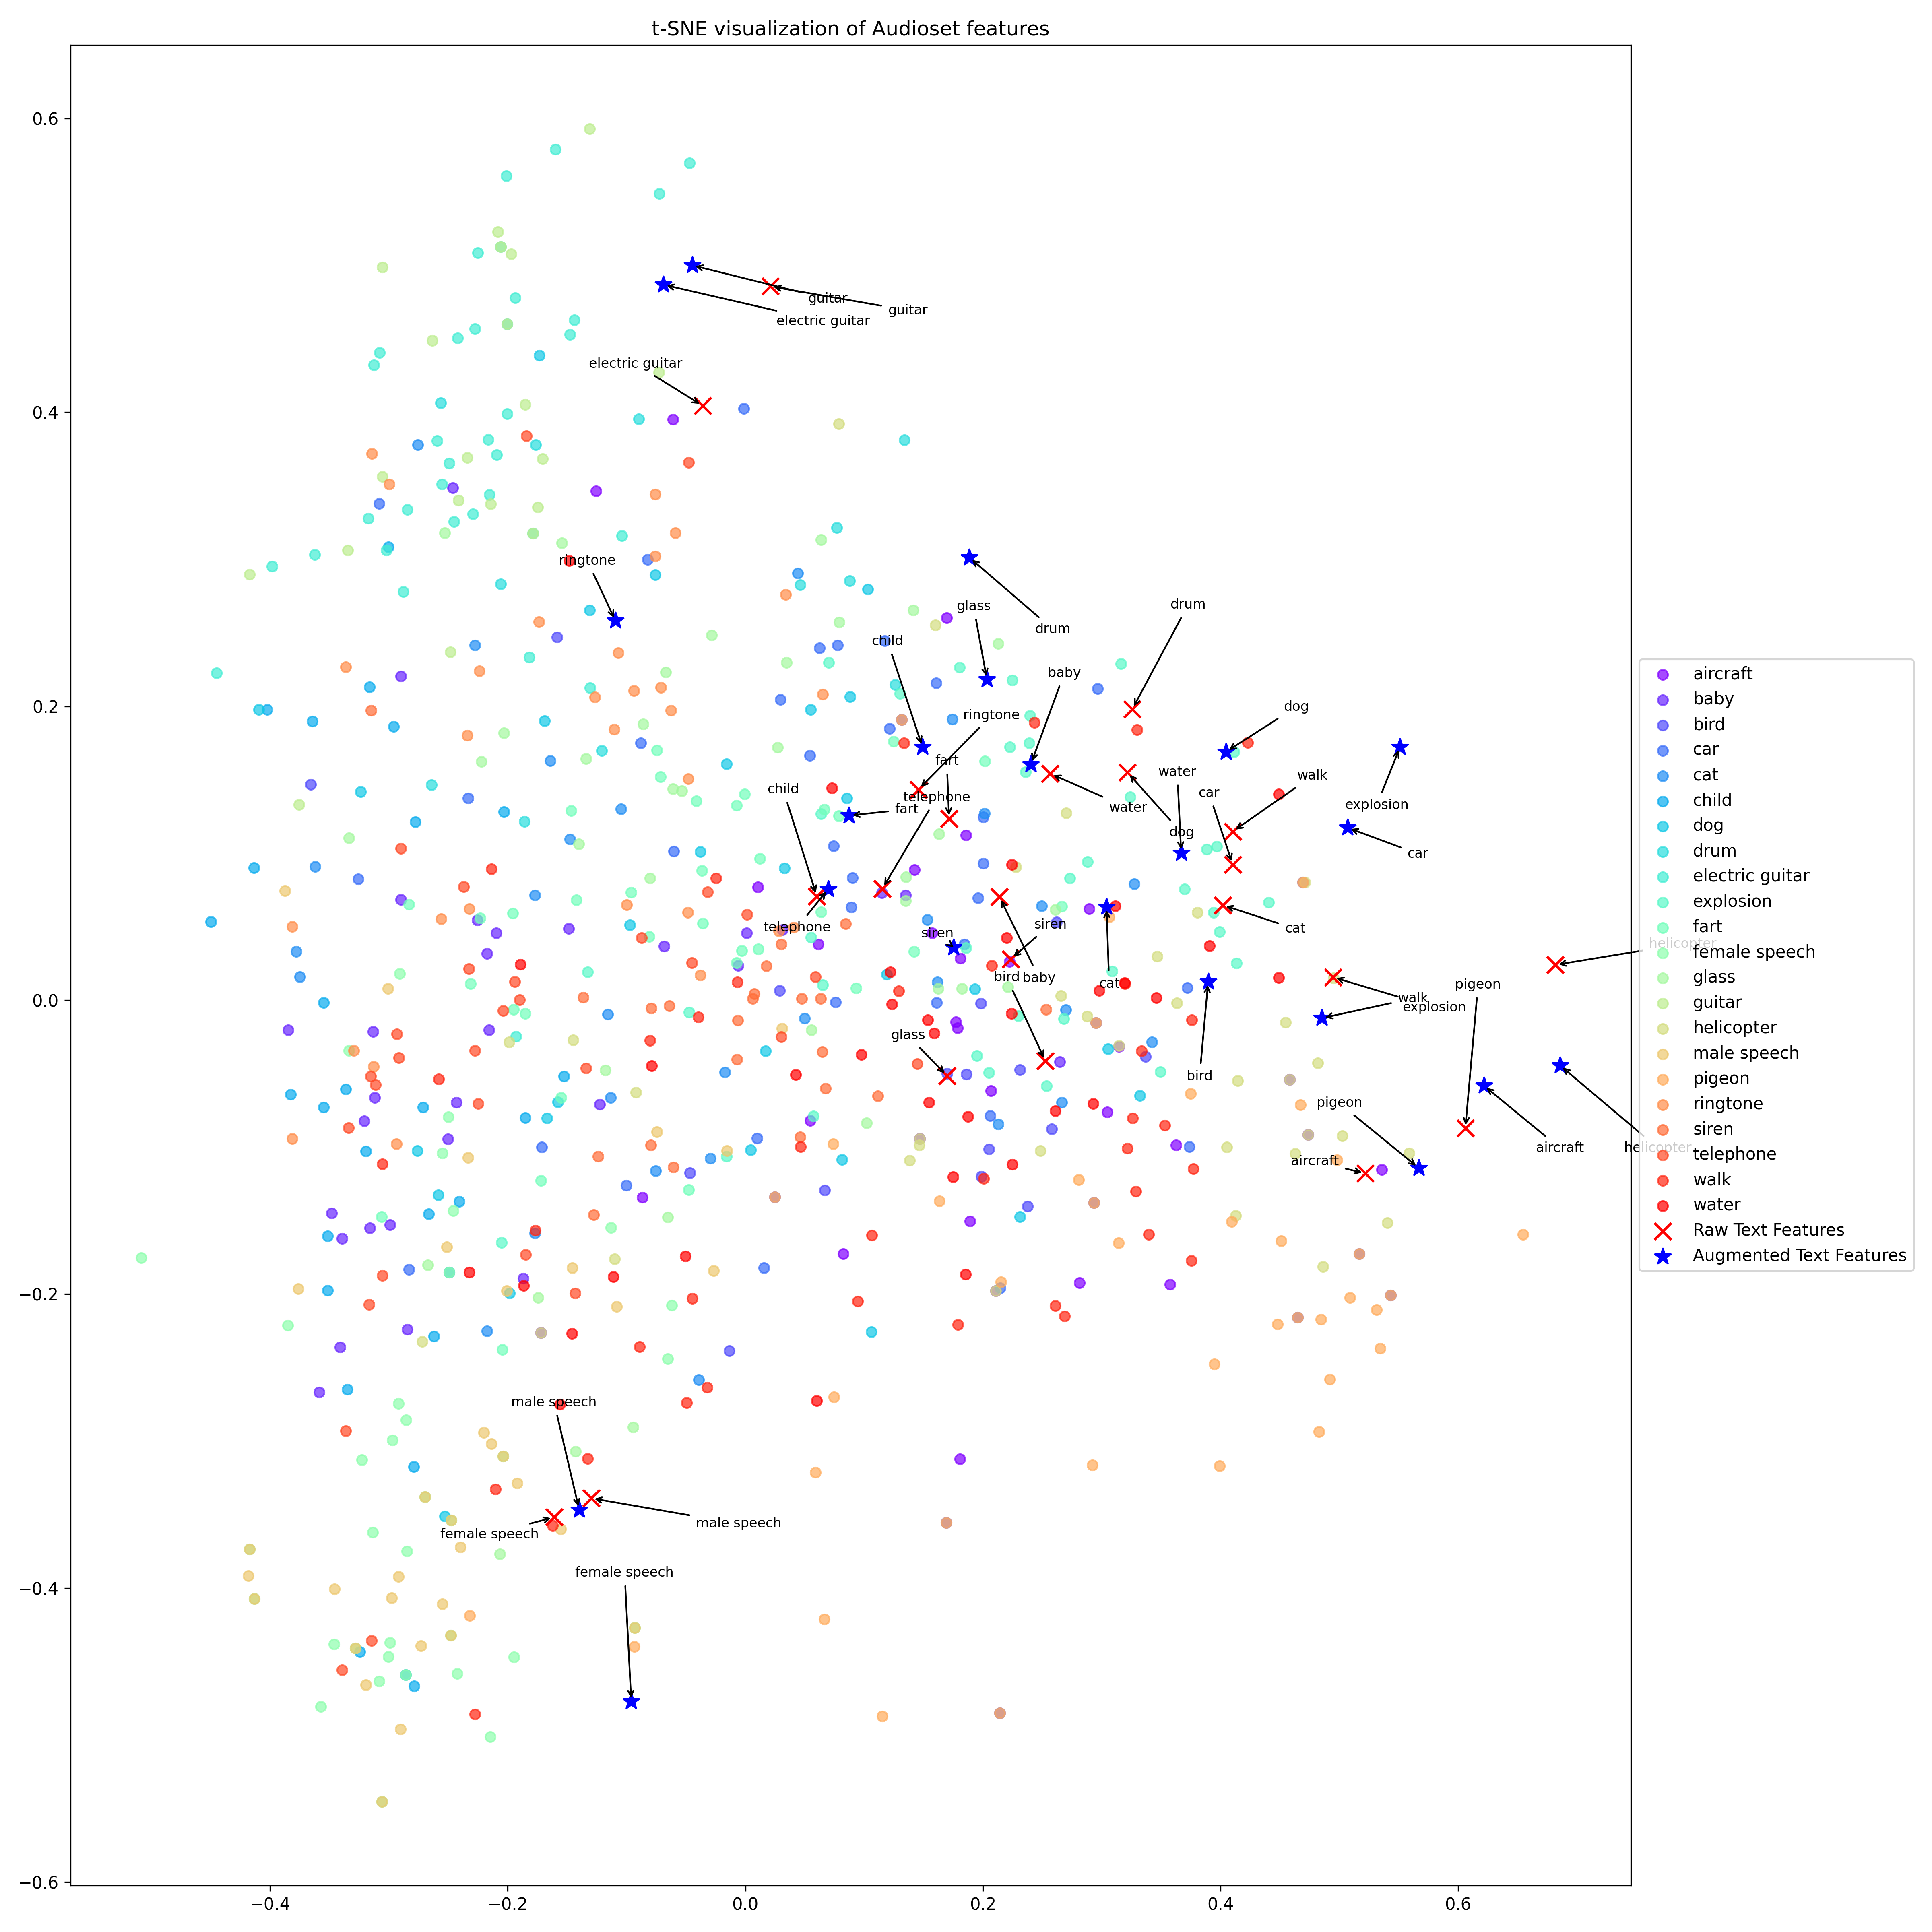 t-SNE visualization of Audioset features
0.6
0.4
0.2
0.0
−0.2
−0.4
−0.6
−0.4
−0.2
0.0
0.2
0.4
0.6
guitar
guitar
electric guitar
electric guitar
ringtone
drum
glass
drum
child
baby
dog
ringtone
fart
water
walk
child
telephone
fart
car
explosion
water
dog
car
telephone
siren
siren
cat
helicopter
bird
baby
cat
pigeon
walk
explosion
glass
bird
pigeon
aircraft
aircraft
helicopter
male speech
male speech
female speech
female speech
aircraft
baby
bird
car
cat
child
dog
drum
electric guitar
explosion
fart
female speech
glass
guitar
helicopter
male speech
pigeon
ringtone
siren
telephone
walk
water
Raw Text Features
Augmented Text Features